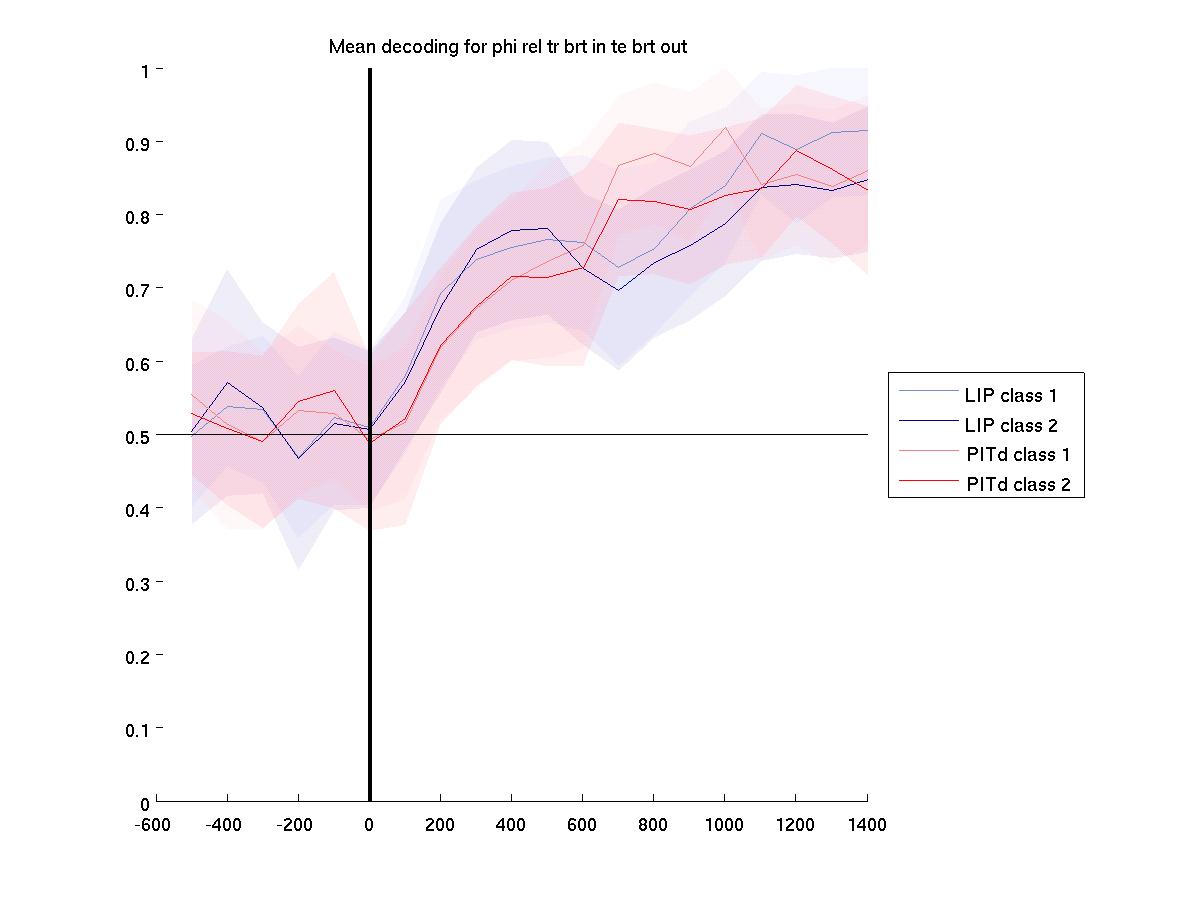 Mean decoding for phi rel tr brt in te brt out
1
0.9
0.8
0.7
0.6
0.5
0.4
0.3
0.2
0.1
0
-600 -400 -200 0 200 400 600 800 1000 1200 1400
LIP class 1
LIP class 2
PITd class 1
PITd class 2